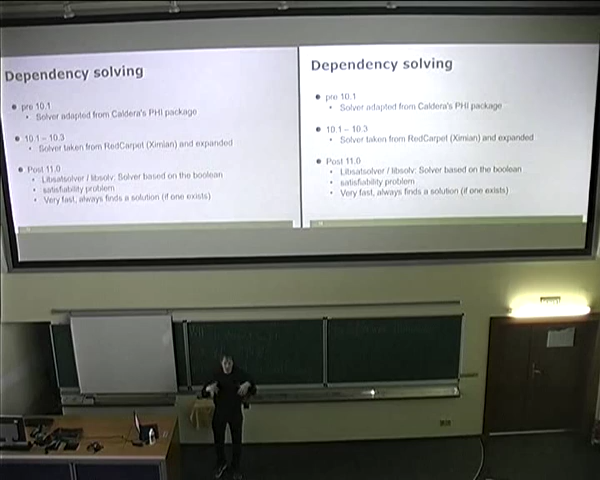 Dependency solving
pre 10.1
Solver adapted from Caldera's PHI package
10.1 – 10.3
Solver taken from RedCarpet (Ximian) and expanded
Post 11.0
Libsatsolver / libsolv: Solver based on the boolean
satisfiability problem
Very fast, always finds a solution (if one exists)
Dependency solving
pre 10.1
Solver adapted from Caldera's PHI package
10.1 – 10.3
Solver taken from RedCarpet (Ximian) and expanded
Post 11.0
Libsatsolver / libsolv: Solver based on the boolean
satisfiability problem
Very fast, always finds a solution (if one exists)